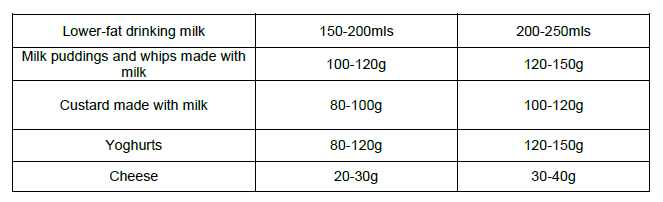 Lower-fat drinking milk 150-200mls 200-250mls
Milk puddings and whips made with
milk 100-120g 120-150g
Custard made with milk 80-100g 100-120g
Yoghurts 80-120g 120-150g
Cheese 20-30g 30-40g